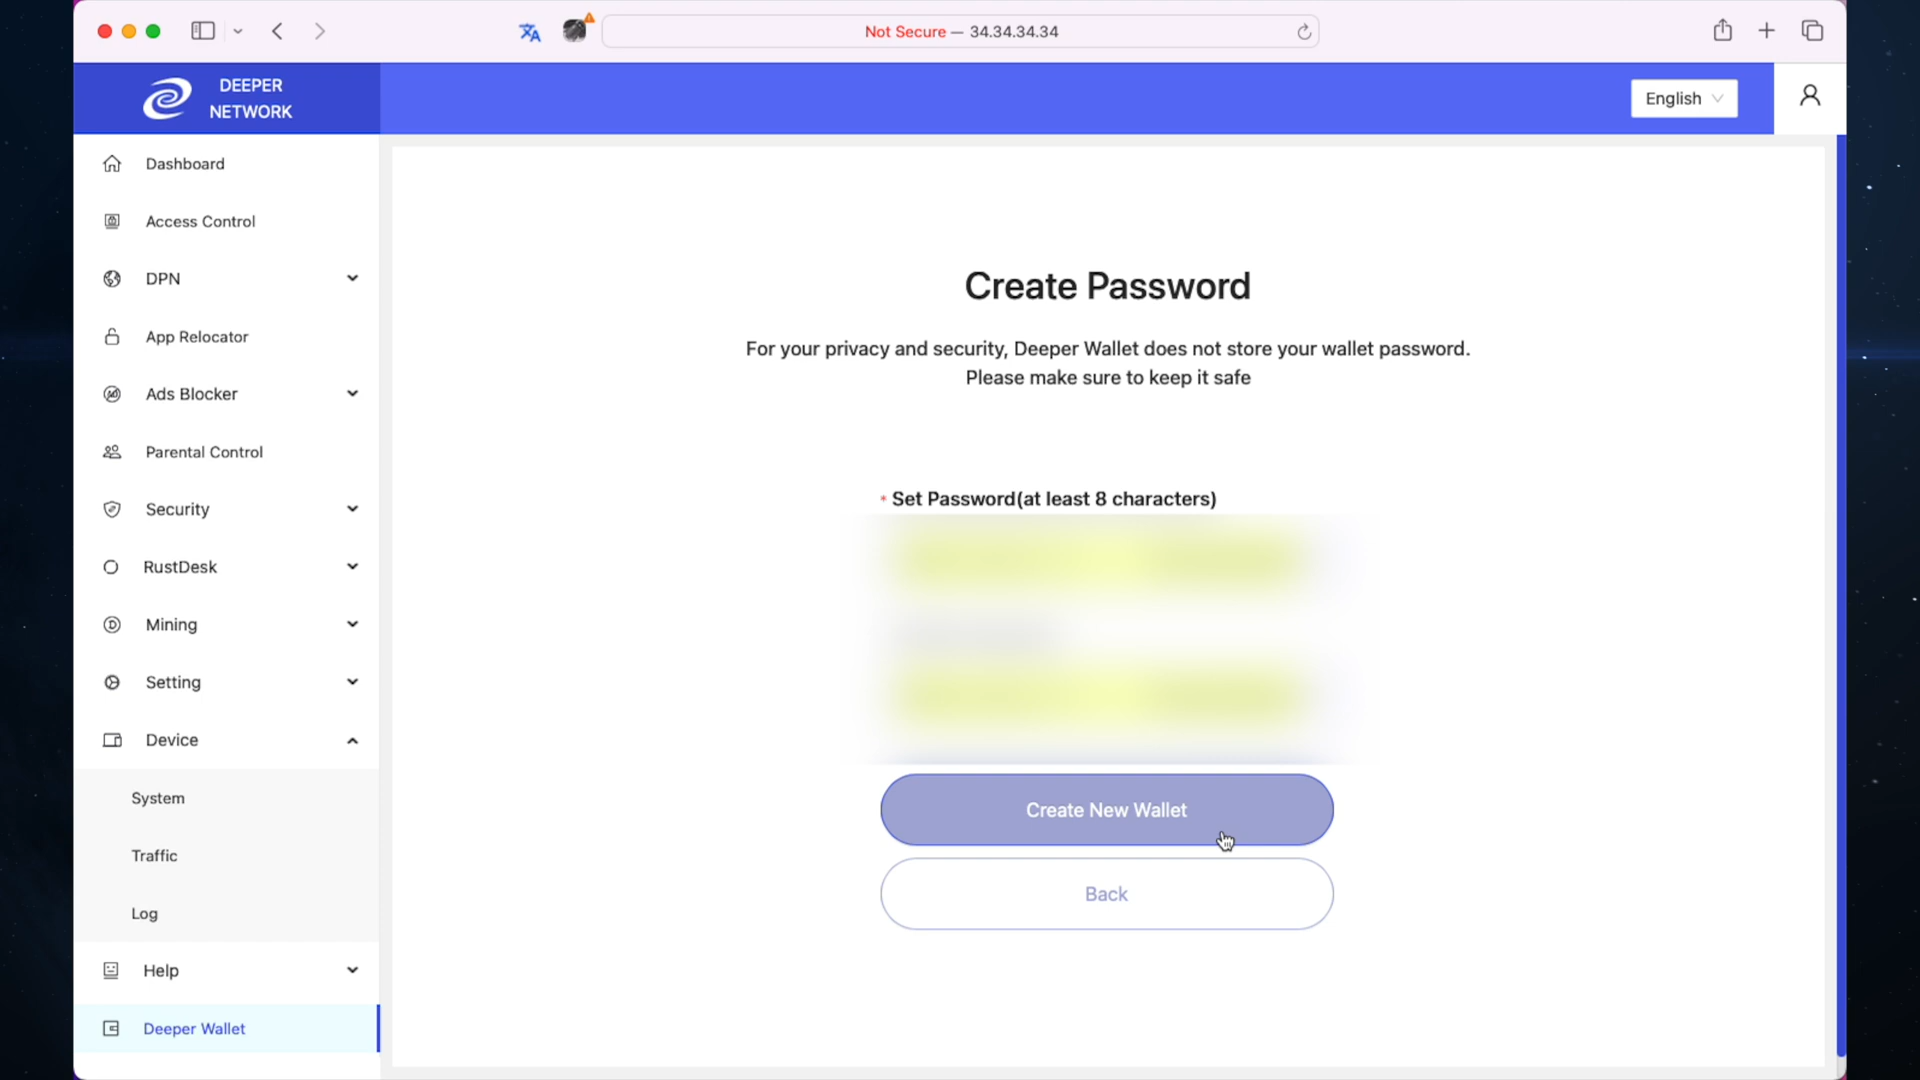 Not Secure — 34.34.34.34
DEEPER
NETWORK
English
Dashboard
Access Control
DPN
App Relocator
Ads Blocker
Parental Control
Security
RustDesk
Mining
Setting
Device
System
Traffic
Log
Help
Deeper Wallet
Create Password
For your privacy and security, Deeper Wallet does not store your wallet password.
Please make sure to keep it safe
* Set Password(at least 8 characters)
Create New Wallet
Back